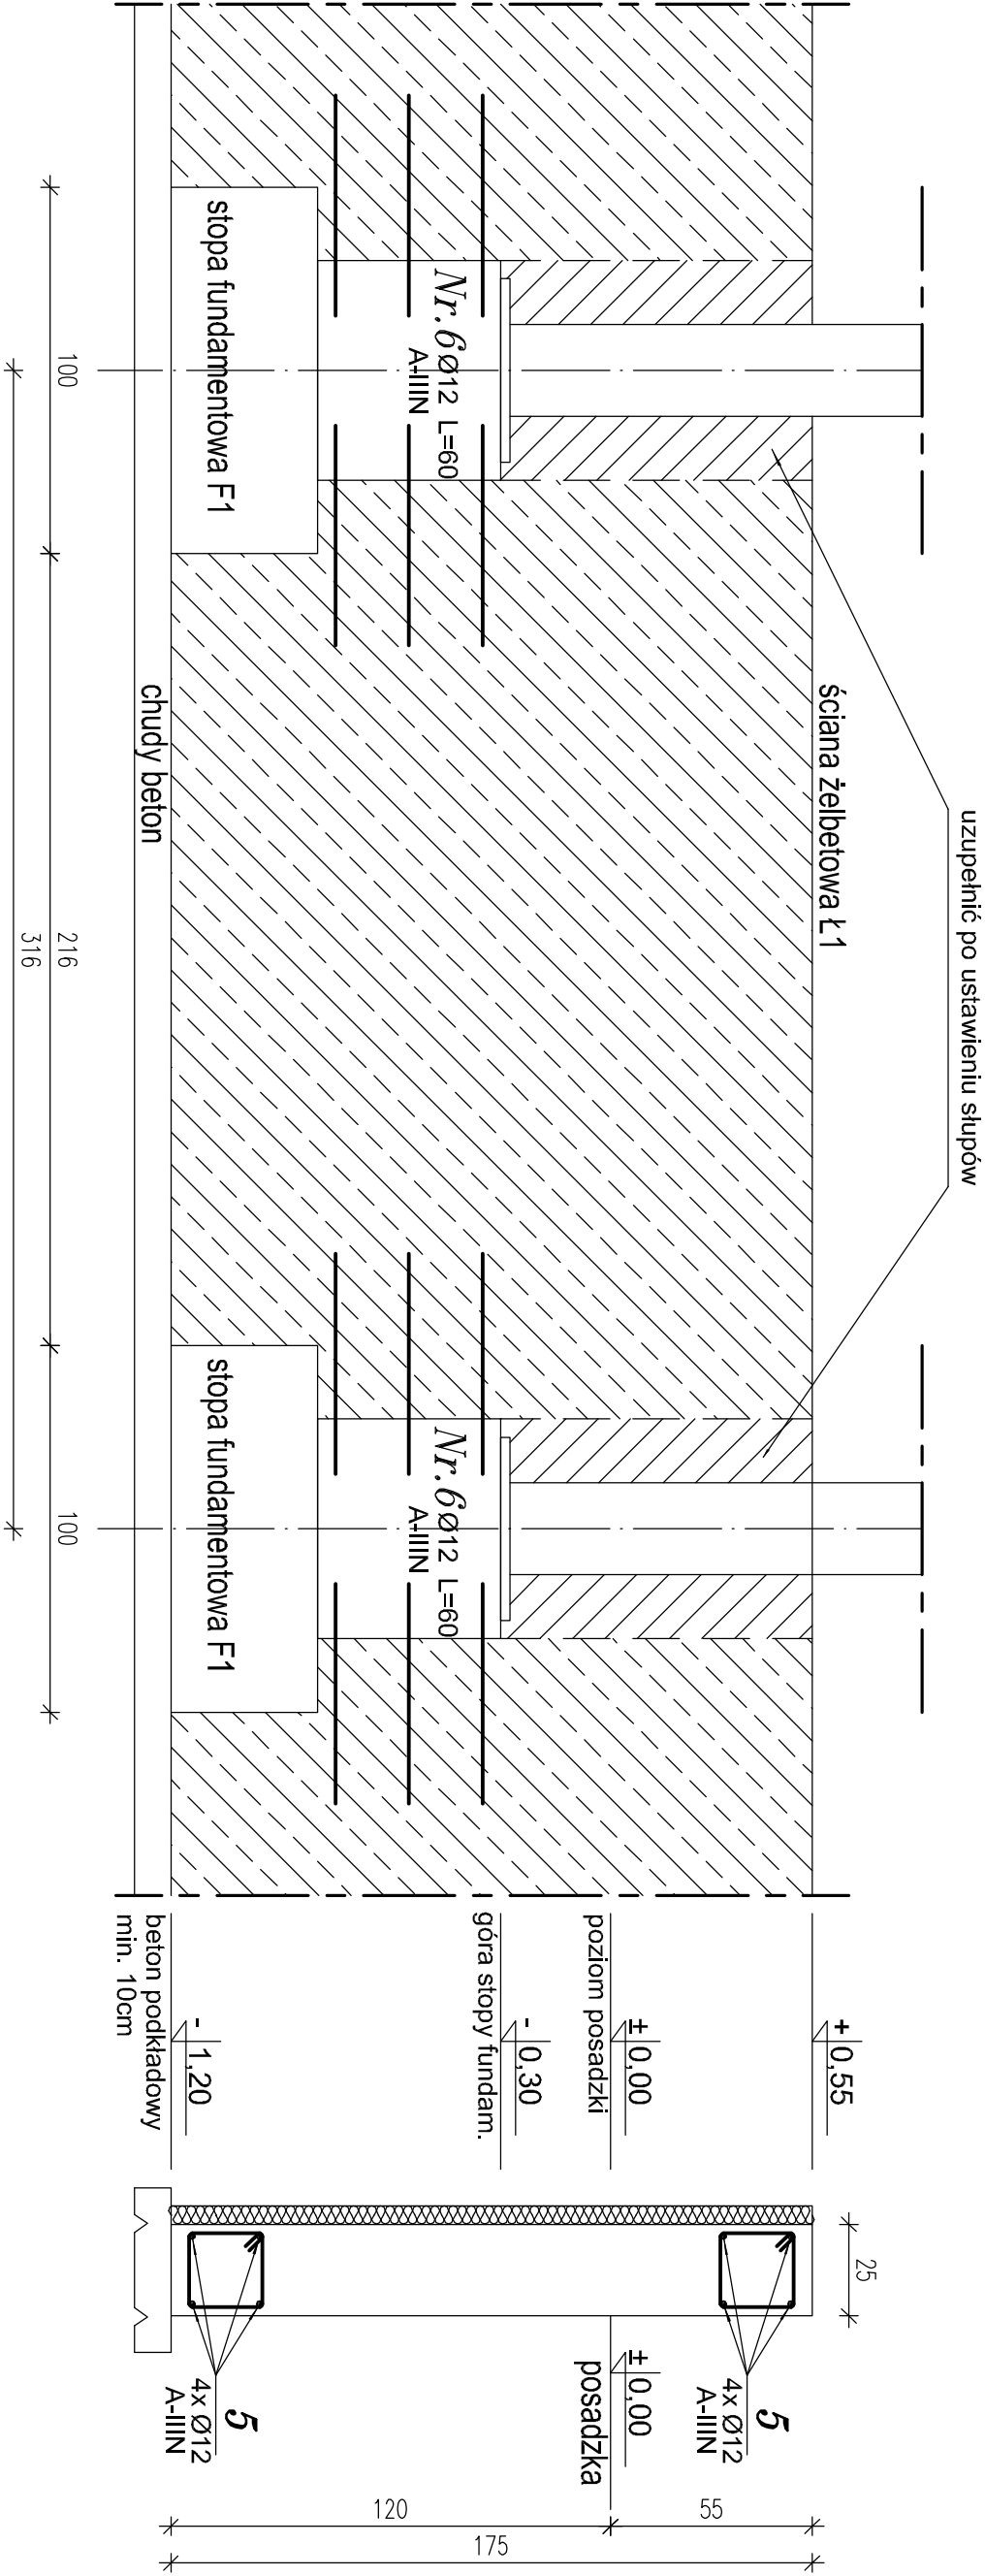 uzupełnić po ustawieniu słupów
ściana żelbetowa Ł1
Nr.6 Ø12 L=60
A-IIIN
Nr.6 Ø12 L=60
A-IIIN
stopa fundamentowa F1
stopa fundamentowa F1
chudy beton
100
216
100
316
+ 0,55
± 0,00
poziom posadzki
- 0,30
góra stopy fundam.
- 1,20
beton podkładowy
min. 10cm
25
5
4x Ø12
A-IIIN
± 0,00
posadzka
5
4x Ø12
A-IIIN
55
120
175